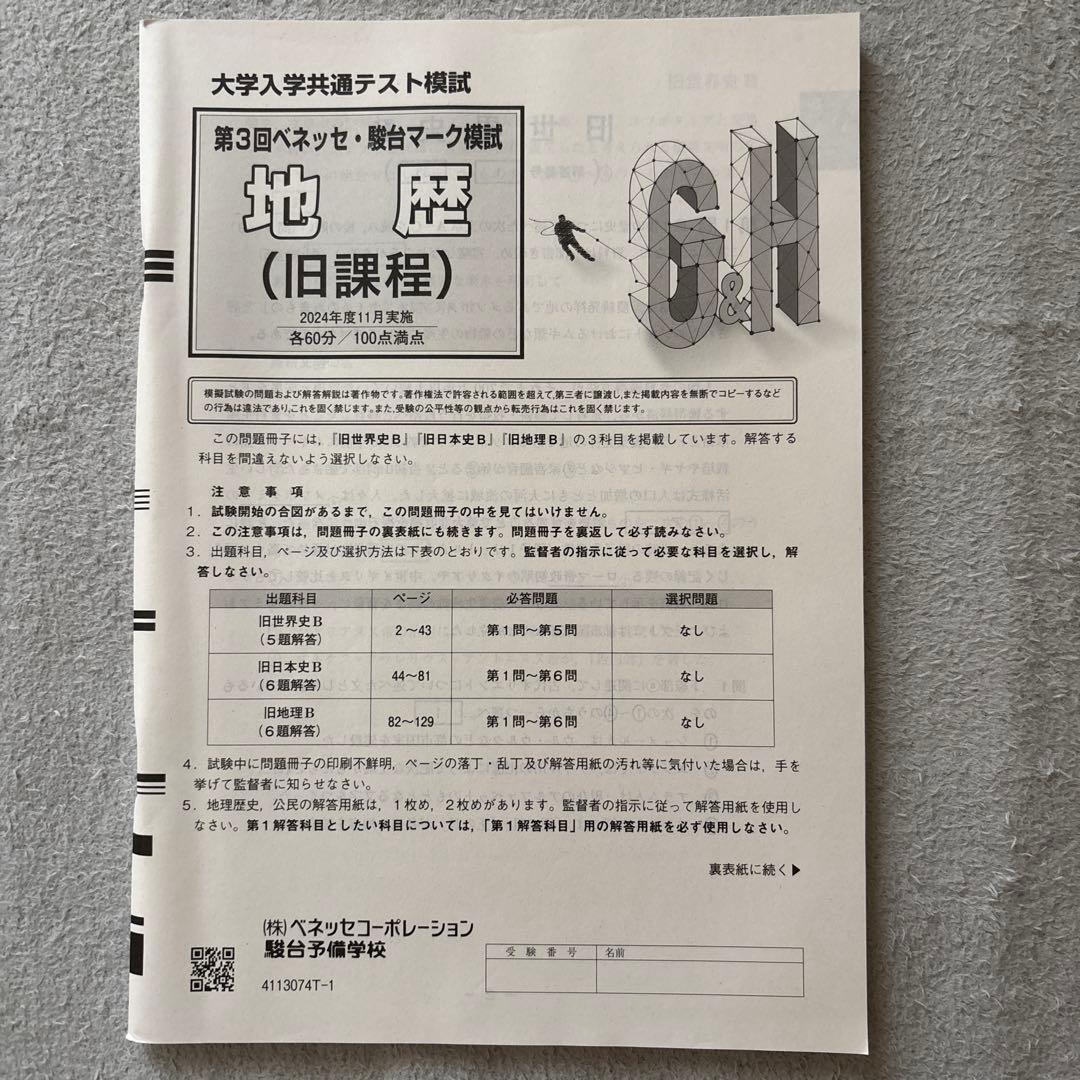 大学入学共通テスト模試
第3回ベネッセ・駿台マーク模試
地 歴
(旧課程)
2024年度11月実施
各60分/100点満点
G&H
模擬試験の問題および解答解説は著作物です。著作権法で許容される範囲を超えて,第三者に譲渡し,また掲載内容を無断でコピーするなど
の行為は違法であり,これを固く禁じます。また,受験の公平性等の観点から転売行為はこれを固く禁じます。
この問題冊子には,『旧世界史B』『旧日本史B』『旧地理B』の3科目を掲載しています。解答する
科目を間違えないよう選択しなさい。
注 意 事 項
1. 試験開始の合図があるまで,この問題冊子の中を見てはいけません。
2. この注意事項は,問題冊子の裏表紙にも続きます。問題冊子を裏返して必ず読みなさい。
3. 出題科目,ページ及び選択方法は下表のとおりです。監督者の指示に従って必要な科目を選択し,解
答しなさい。
出題科目 ページ 必答問題 選択問題
旧世界史B
(5題解答) 2〜43 第1問〜第5問 なし
旧日本史B
(6題解答) 44〜81 第1問〜第6問 なし
旧地理B
(6題解答) 82〜129 第1問〜第6問 なし
4. 試験中に問題冊子の印刷不鮮明,ページの落丁・乱丁及び解答用紙の汚れ等に気付いた場合は,手を
挙げて監督者に知らせなさい。
5. 地理歴史,公民の解答用紙は,1枚め,2枚めがあります。監督者の指示に従って解答用紙を使用し
なさい。第1解答科目としたい科目については,「第1解答科目」用の解答用紙を必ず使用しなさい。
裏表紙に続く▶
(株)ベネッセコーポレーション
駿台予備学校
4113074T-1
受 験 番 号 名前